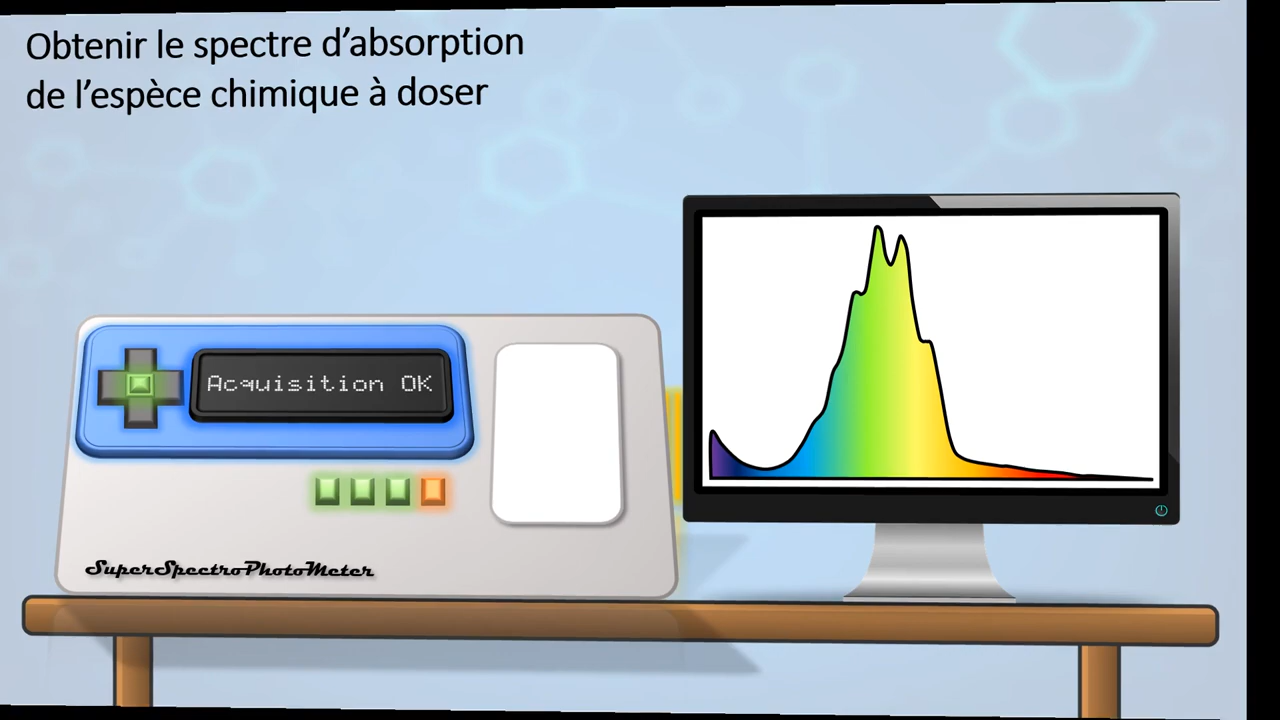 Obtenir le spectre d’absorption
de l’espèce chimique à doser
Acquisition OK
SuperSpectroPhotoMeter